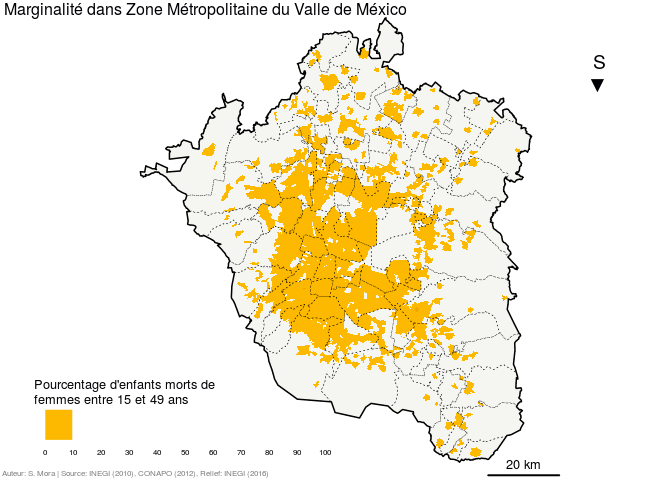 Marginalité dans Zone Métropolitaine du Valle de México
S
Pourcentage d'enfants morts de
femmes entre 15 et 49 ans
0 10 20 30 40 50 60 70 80 90 100
20 km
Auteur: S. Mora | Source: INEGI (2010). CONAPO (2012). Relief: INEGI (2016)